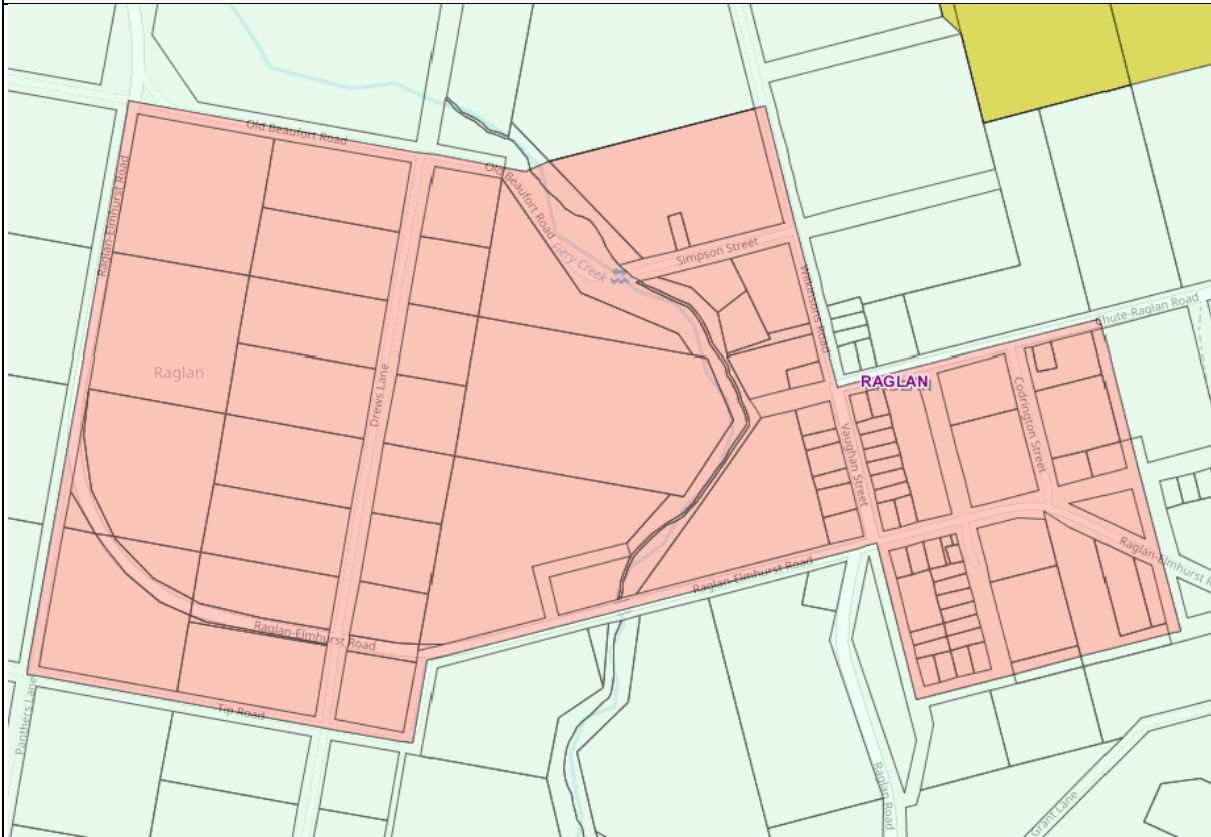 Old Beaufort Road
Raglan-Elmhurst Road
Old Beaufort Road
Fiery Creek
Simpson Street
Wilkinsons Road
Chute-Raglan Road
Raglan
RAGLAN
Drews Lane
Codrington Street
Vaughan Street
Raglan-Elmhurst Road
Raglan-Elmhurst R
Raglan-Elmhurst Road
Tip Road
Panthers Lane
Raglan Road
Grant Lane